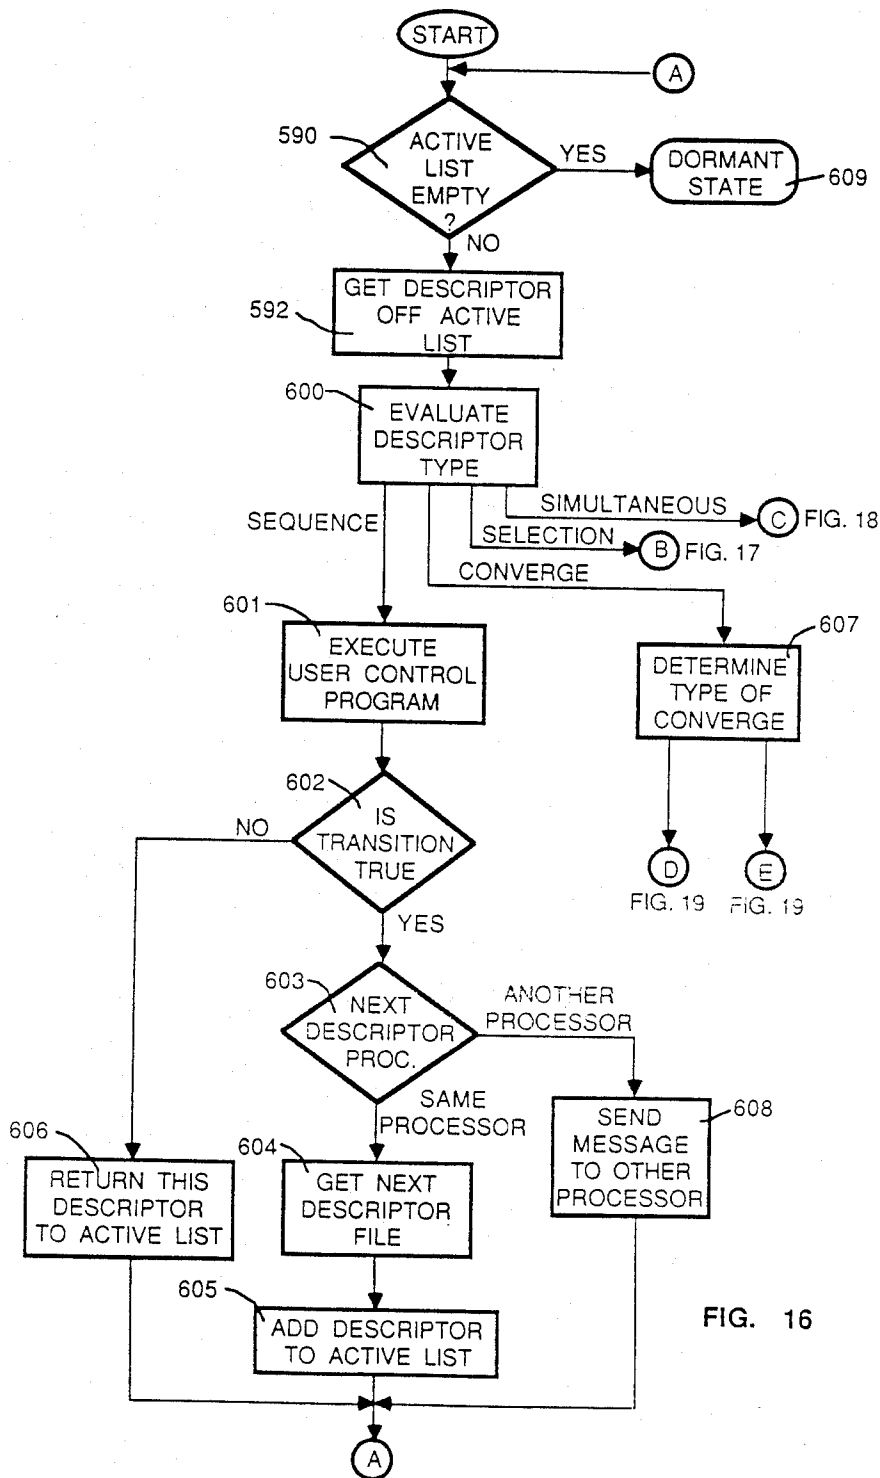 START
A
590
ACTIVE
LIST
EMPTY
?
YES
DORMANT
STATE
609
NO
592
GET DESCRIPTOR
OFF ACTIVE
LIST
600
EVALUATE
DESCRIPTOR
TYPE
SEQUENCE
SIMULTANEOUS
C
FIG. 18
SELECTION
B
FIG. 17
CONVERGE
601
EXECUTE
USER CONTROL
PROGRAM
607
DETERMINE
TYPE OF
CONVERGE
602
IS
TRANSITION
TRUE
NO
YES
D
E
FIG. 19
FIG. 19
603
NEXT
DESCRIPTOR
PROC.
ANOTHER
PROCESSOR
SAME
PROCESSOR
608
SEND
MESSAGE
TO OTHER
PROCESSOR
606
RETURN THIS
DESCRIPTOR
TO ACTIVE LIST
604
GET NEXT
DESCRIPTOR
FILE
605
ADD DESCRIPTOR
TO ACTIVE LIST
FIG. 16
A